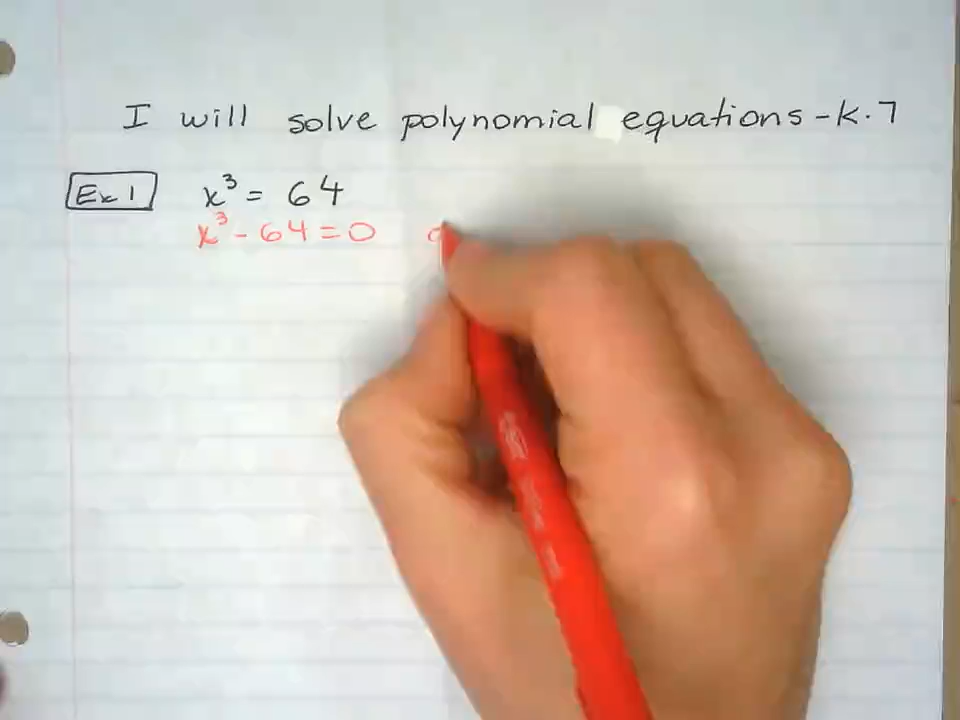 I will solve polynomial equations - K.7
Ex 1 x³ = 64
x³ - 64 = 0